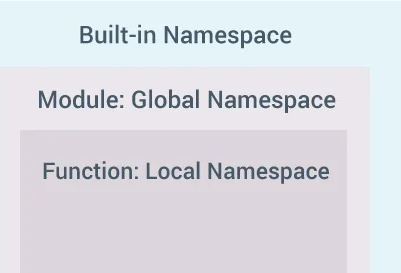 Built-in Namespace
Module: Global Namespace
Function: Local Namespace